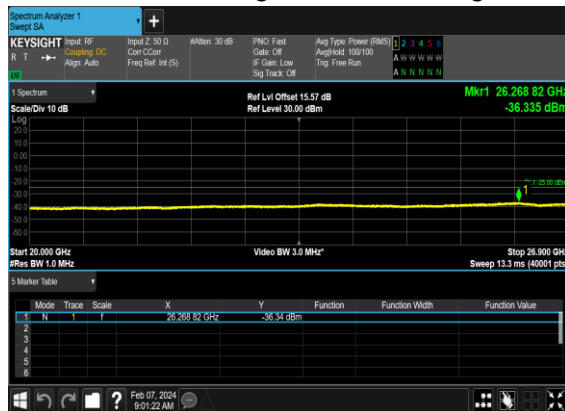 Spectrum Analyzer 1
Swept SA
+
KEYSIGHT Input: RF Input Z: 50 Ω #Atten: 30 dB PNO: Fast Avg Type: Power (RMS) 1 2 3 4 5 6
R T Coupling: DC Corr CCorr Gate: Off Avg|Hold: 100/100 A W W W W W
Align: Auto Freq Ref: Int (S) IF Gain: Low Trig: Free Run
Sig Track: Off A N N N N N
LW
1 Spectrum Ref Lvl Offset 15.57 dB Mkr1 26.268 82 GHz
Scale/Div 10 dB Ref Level 30.00 dBm -36.335 dBm
Log
20.0
10.0
0.00
-10.0
-20.0
-25.00 dBm
-30.0
1
-40.0
-50.0
-60.0
Start 20.000 GHz Video BW 3.0 MHz* Stop 26.900 GHz
#Res BW 1.0 MHz Sweep 13.3 ms (40001 pts)
5 Marker Table
Mode Trace Scale X Y Function Function Width Function Value
1 N 1 f 26.268 82 GHz -36.34 dBm
2
3
4
5
6
? Feb 07, 2024
9:01:22 AM